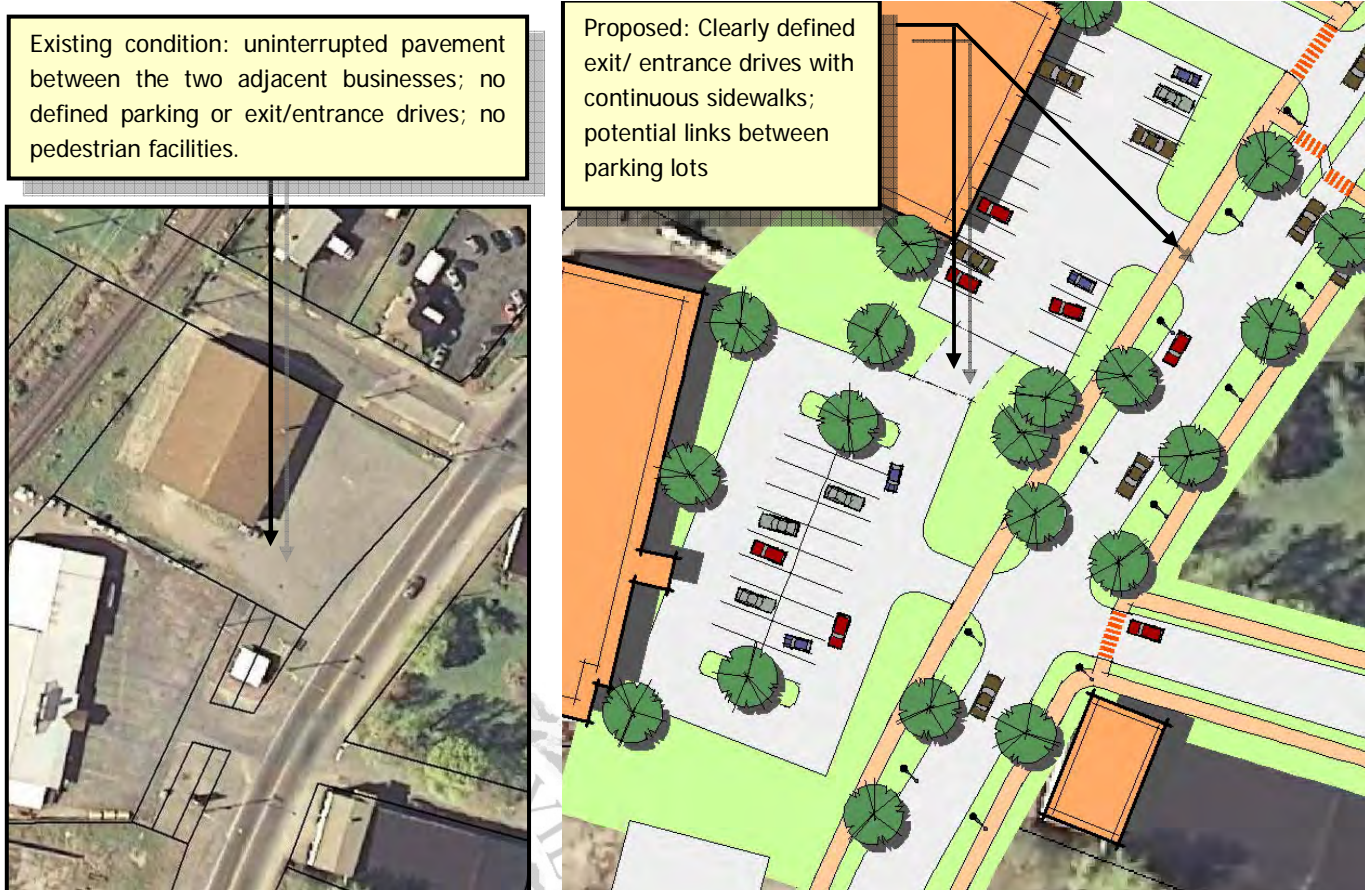 Existing condition: uninterrupted pavement
between the two adjacent businesses; no
defined parking or exit/entrance drives; no
pedestrian facilities.
Proposed: Clearly defined
exit/ entrance drives with
continuous sidewalks;
potential links between
parking lots